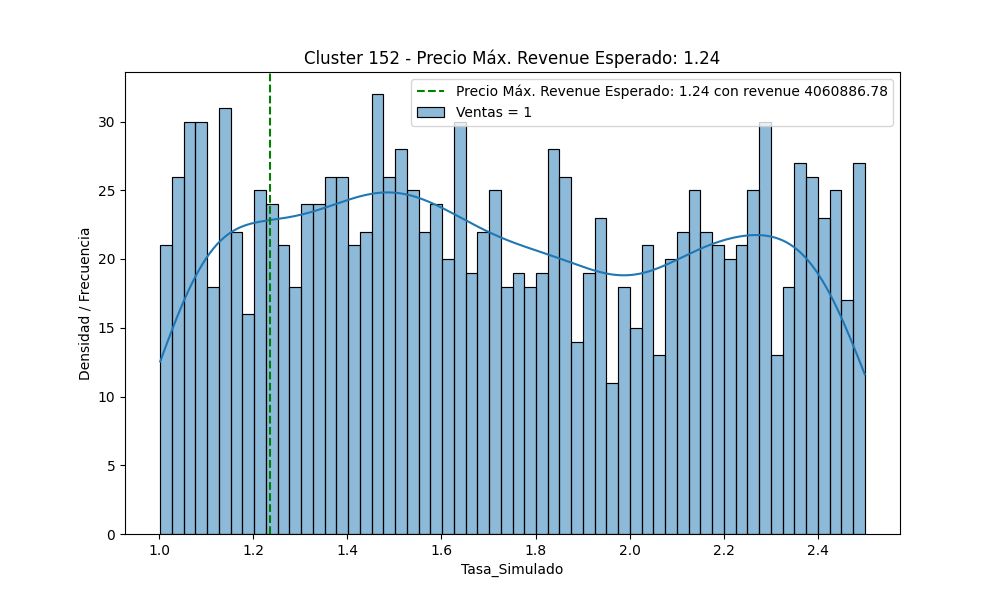 Cluster 152 - Precio Máx. Revenue Esperado: 1.24
Precio Máx. Revenue Esperado: 1.24 con revenue 4060886.78
Ventas = 1
Densidad / Frecuencia
30
25
20
15
10
5
0
1.0 1.2 1.4 1.6 1.8 2.0 2.2 2.4
Tasa_Simulado